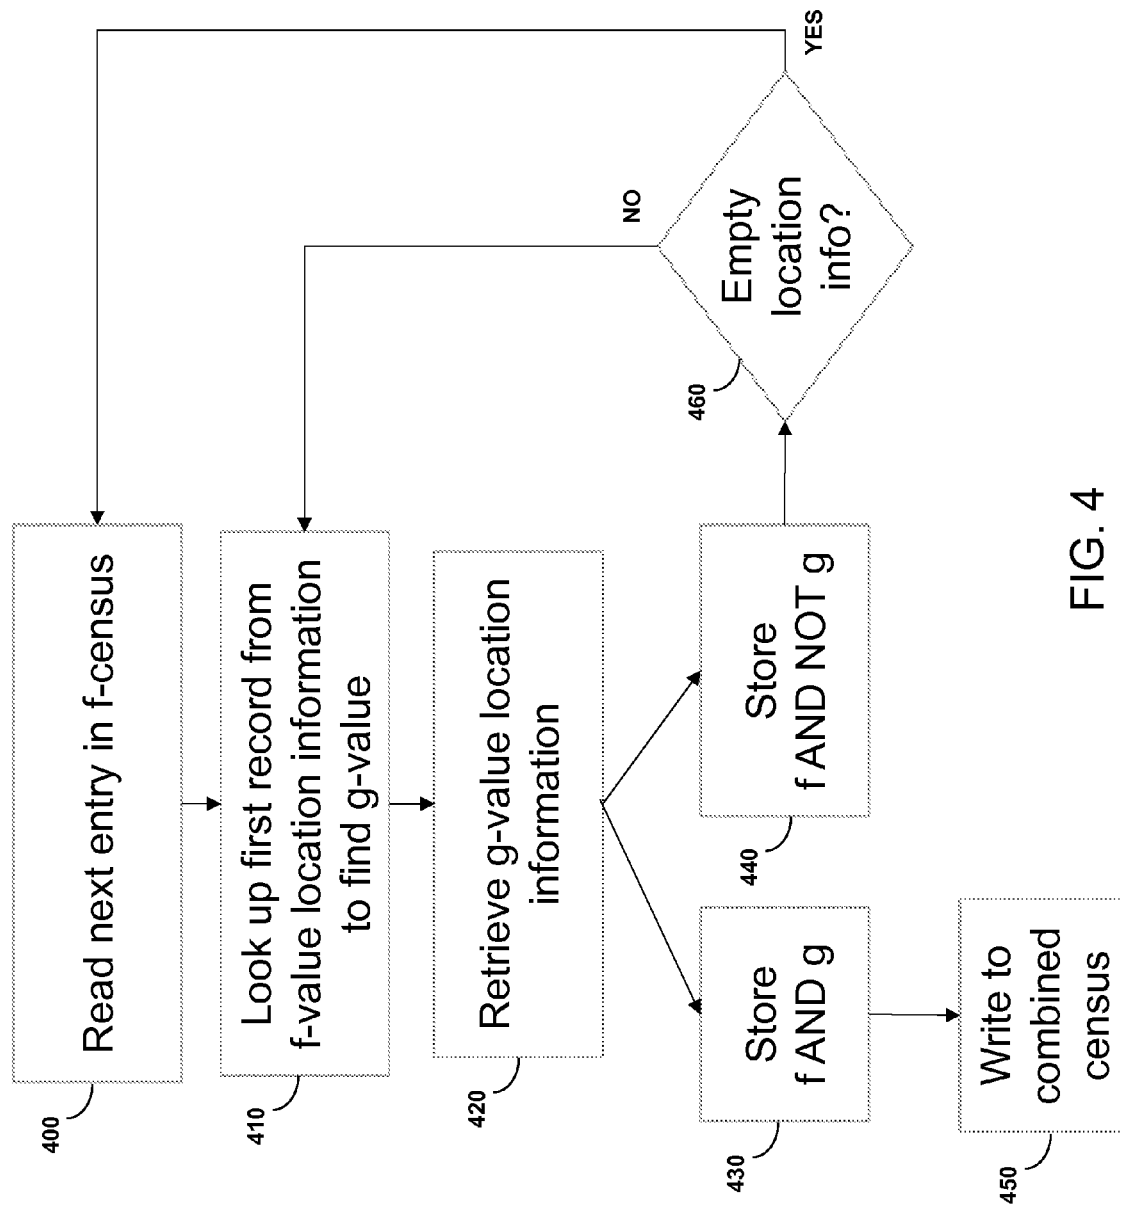 400
Read next entry in f-census
410
Look up first record from
f-value location information
to find g-value
420
Retrieve g-value location
information
430
Store
f AND g
440
Store
f AND NOT g
450
Write to
combined
census
460
Empty
location
info?
NO
YES
FIG. 4